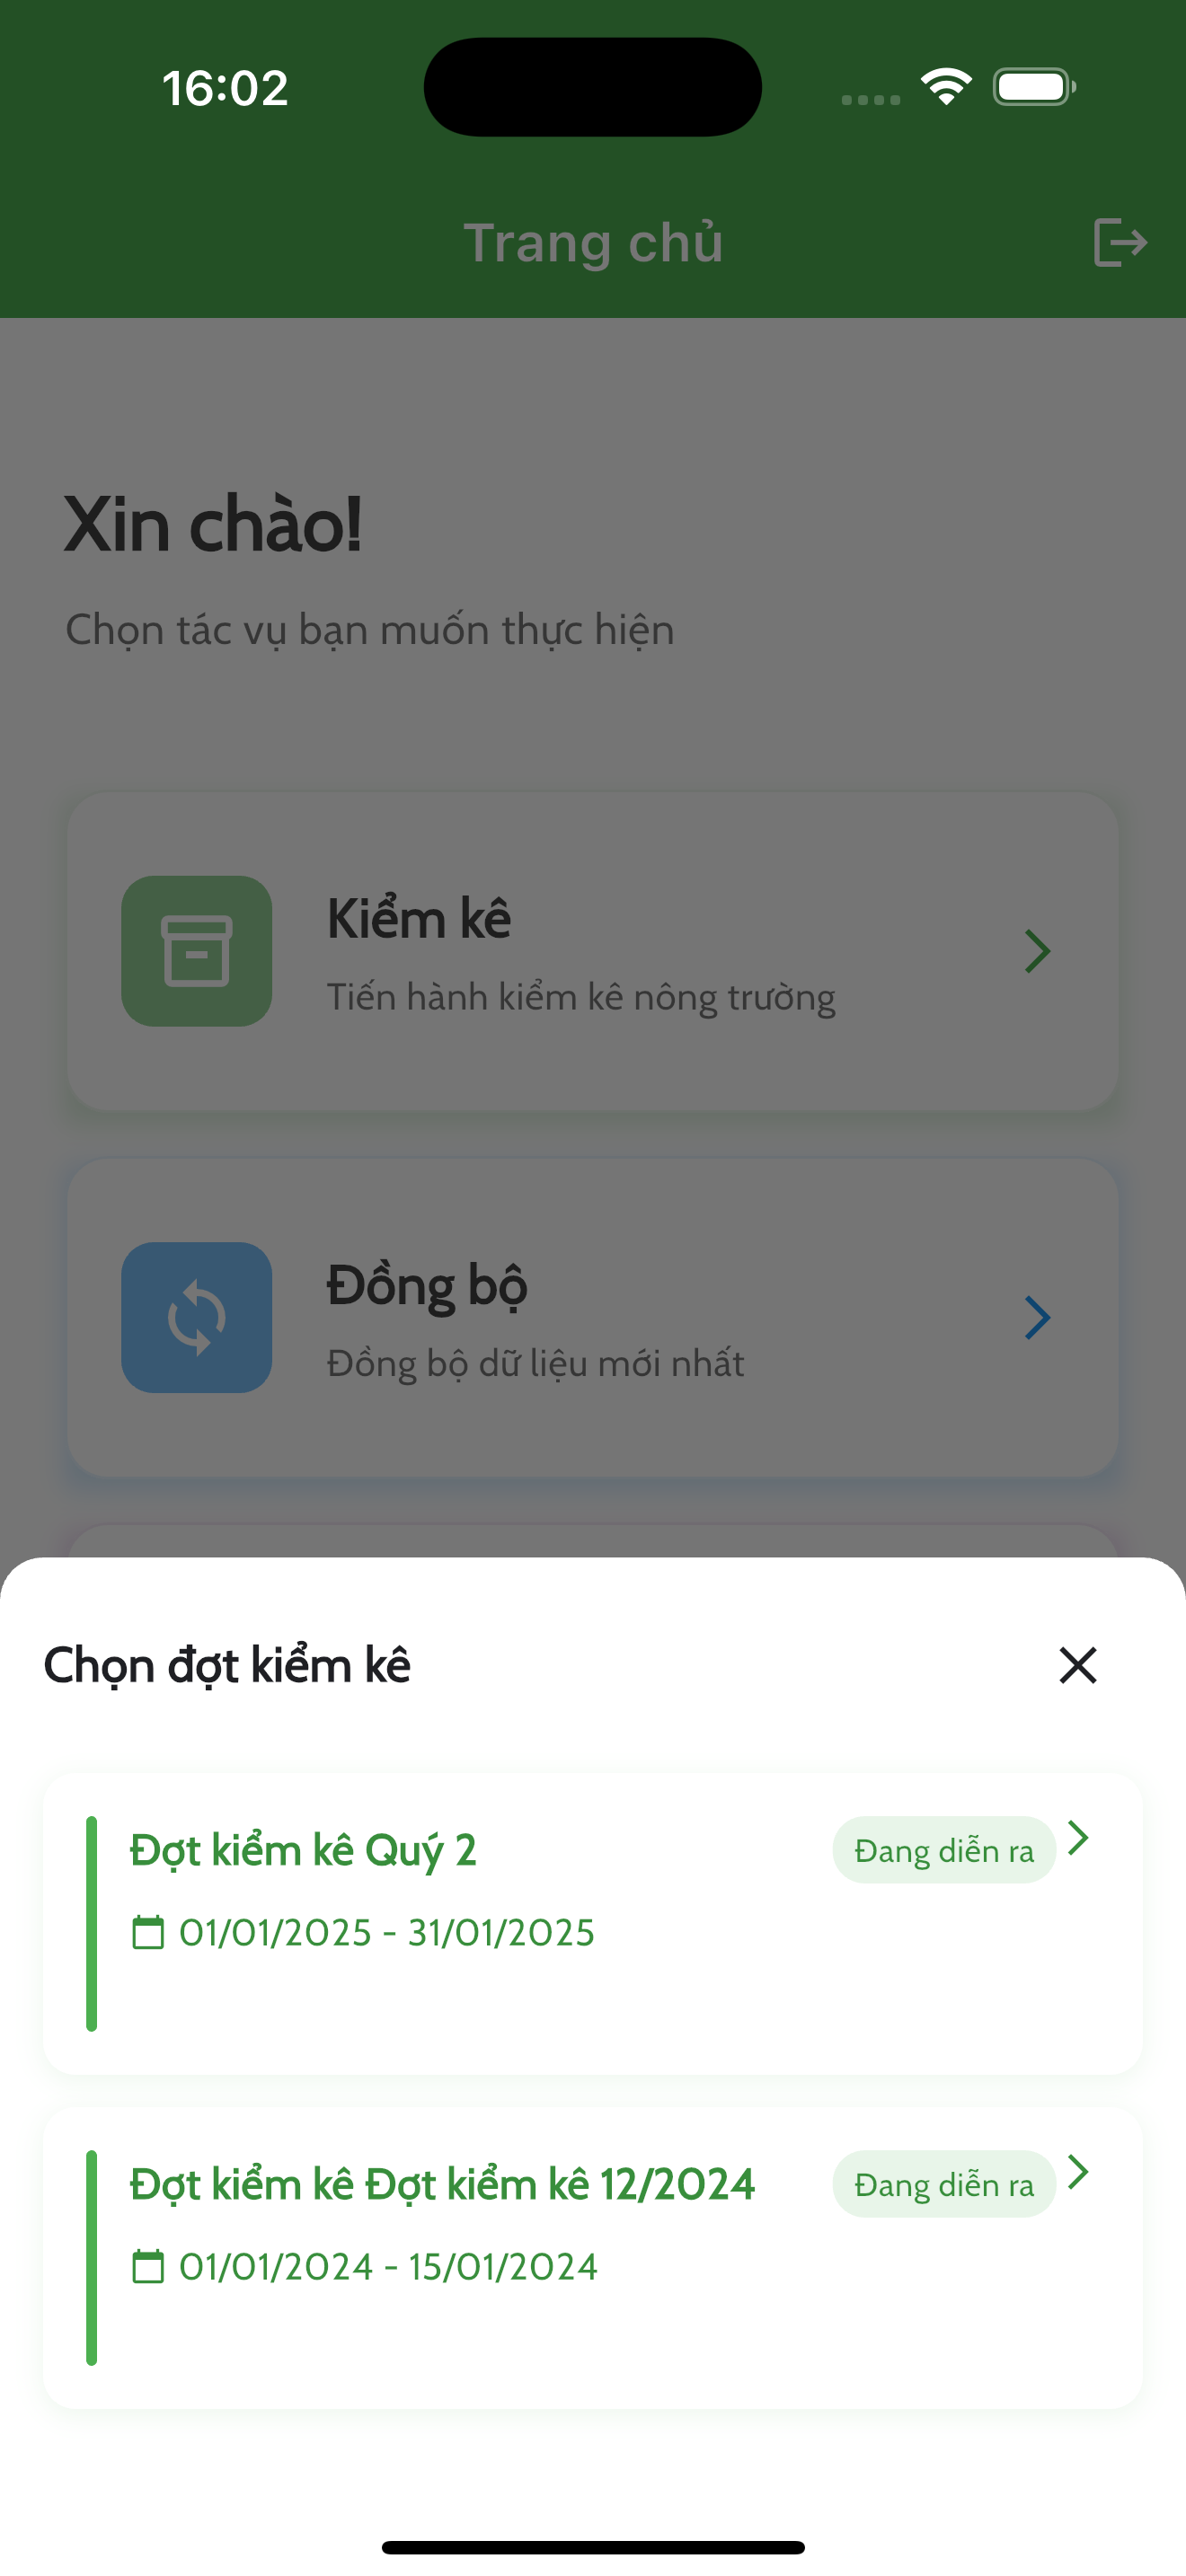 16:02
Trang chủ
Xin chào!
Chọn tác vụ bạn muốn thực hiện
Kiểm kê
Tiến hành kiểm kê nông trường
Đồng bộ
Đồng bộ dữ liệu mới nhất
Chọn đợt kiểm kê
Đợt kiểm kê Quý 2
Đang diễn ra
01/01/2025 - 31/01/2025
Đợt kiểm kê Đợt kiểm kê 12/2024
Đang diễn ra
01/01/2024 - 15/01/2024